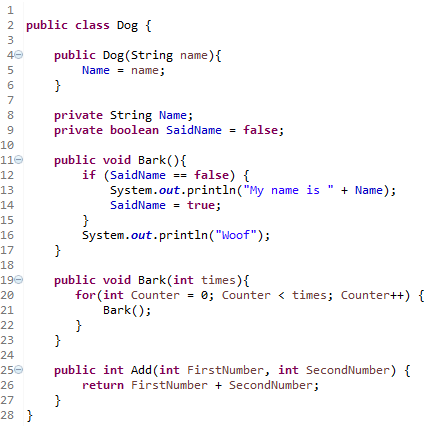 1
2 public class Dog {
3
4     public Dog(String name){
5         Name = name;
6     }
7
8     private String Name;
9     private boolean SaidName = false;
10
11     public void Bark(){
12         if (SaidName == false) {
13             System.out.println("My name is " + Name);
14             SaidName = true;
15         }
16         System.out.println("Woof");
17     }
18
19     public void Bark(int times){
20        for(int Counter = 0; Counter < times; Counter++) {
21            Bark();
22        }
23     }
24
25     public int Add(int FirstNumber, int SecondNumber) {
26         return FirstNumber + SecondNumber;
27     }
28 }